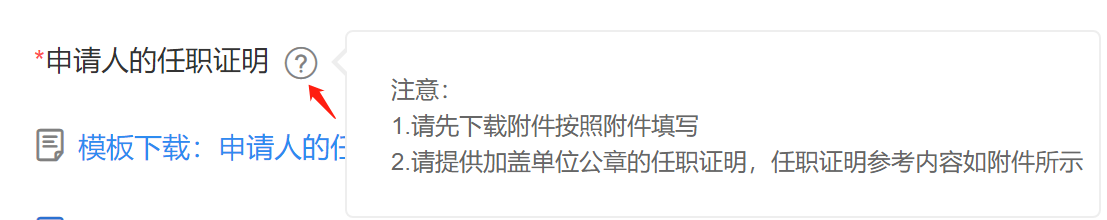 *申请人的任职证明 ?
注意：
1.请先下载附件按照附件填写
模板下载：申请人的任
2.请提供加盖单位公章的任职证明，任职证明参考内容如附件所示